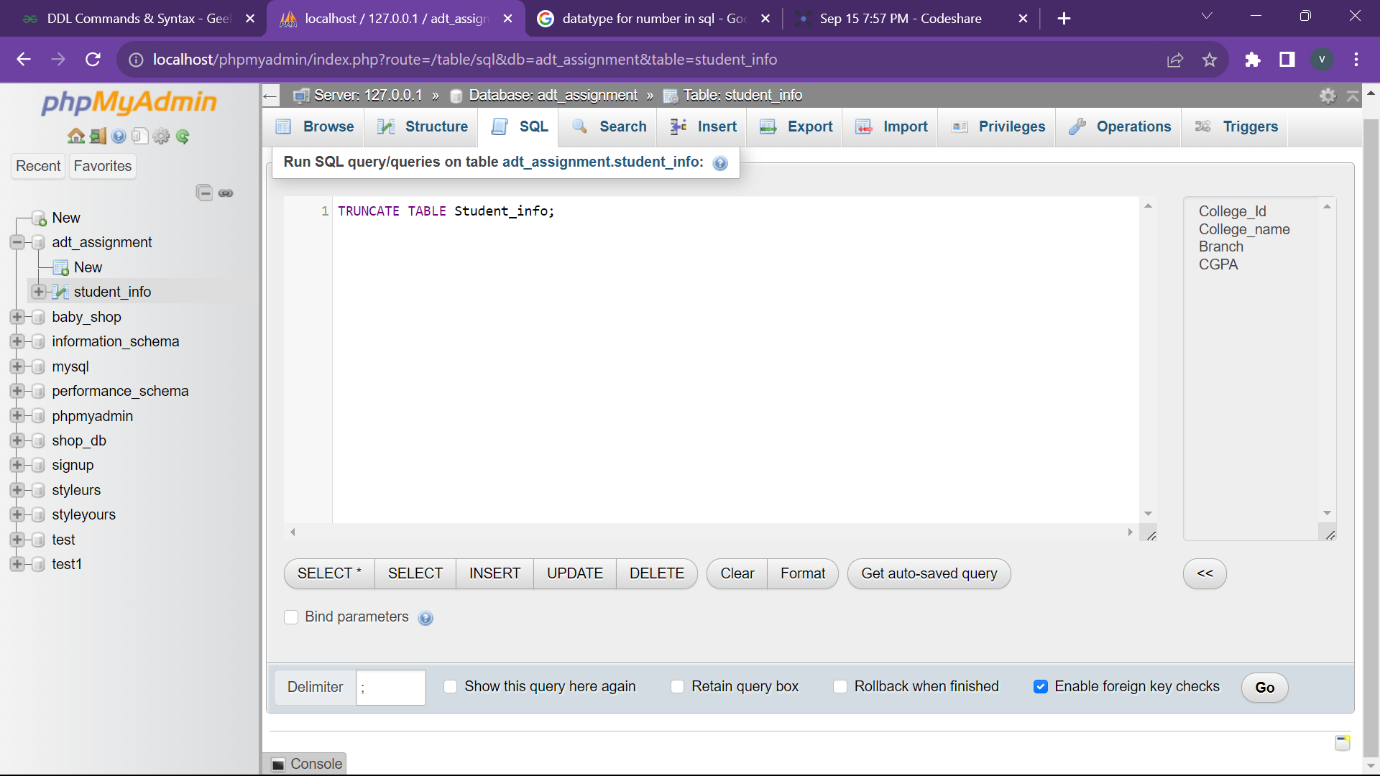 DDL Commands & Syntax - Geel
localhost / 127.0.0.1 / adt_assign
datatype for number in sql - Goo
Sep 15 7:57 PM - Codeshare
localhost/phpmyadmin/index.php?route=/table/sql&db=adt_assignment&table=student_info
V
phpMyAdmin
Recent Favorites
New
adt_assignment
New
student_info
baby_shop
information_schema
mysql
performance_schema
phpmyadmin
shop_db
signup
styleurs
styleyours
test
test1
Server: 127.0.0.1 » Database: adt_assignment » Table: student_info
Browse Structure SQL Search Insert Export Import Privileges Operations Triggers
Run SQL query/queries on table adt_assignment.student_info:
1 TRUNCATE TABLE Student_info;
College_Id
College_name
Branch
CGPA
SELECT * SELECT INSERT UPDATE DELETE Clear Format Get auto-saved query <<
Bind parameters
Delimiter ; Show this query here again Retain query box Rollback when finished Enable foreign key checks Go
Console